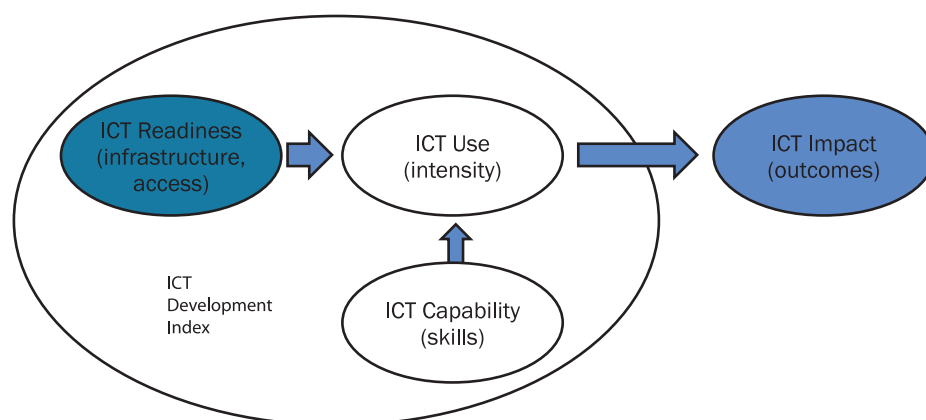 ICT Readiness
(infrastructure,
access)
ICT Use
(intensity)
ICT Impact
(outcomes)
ICT
Development
Index
ICT Capability
(skills)